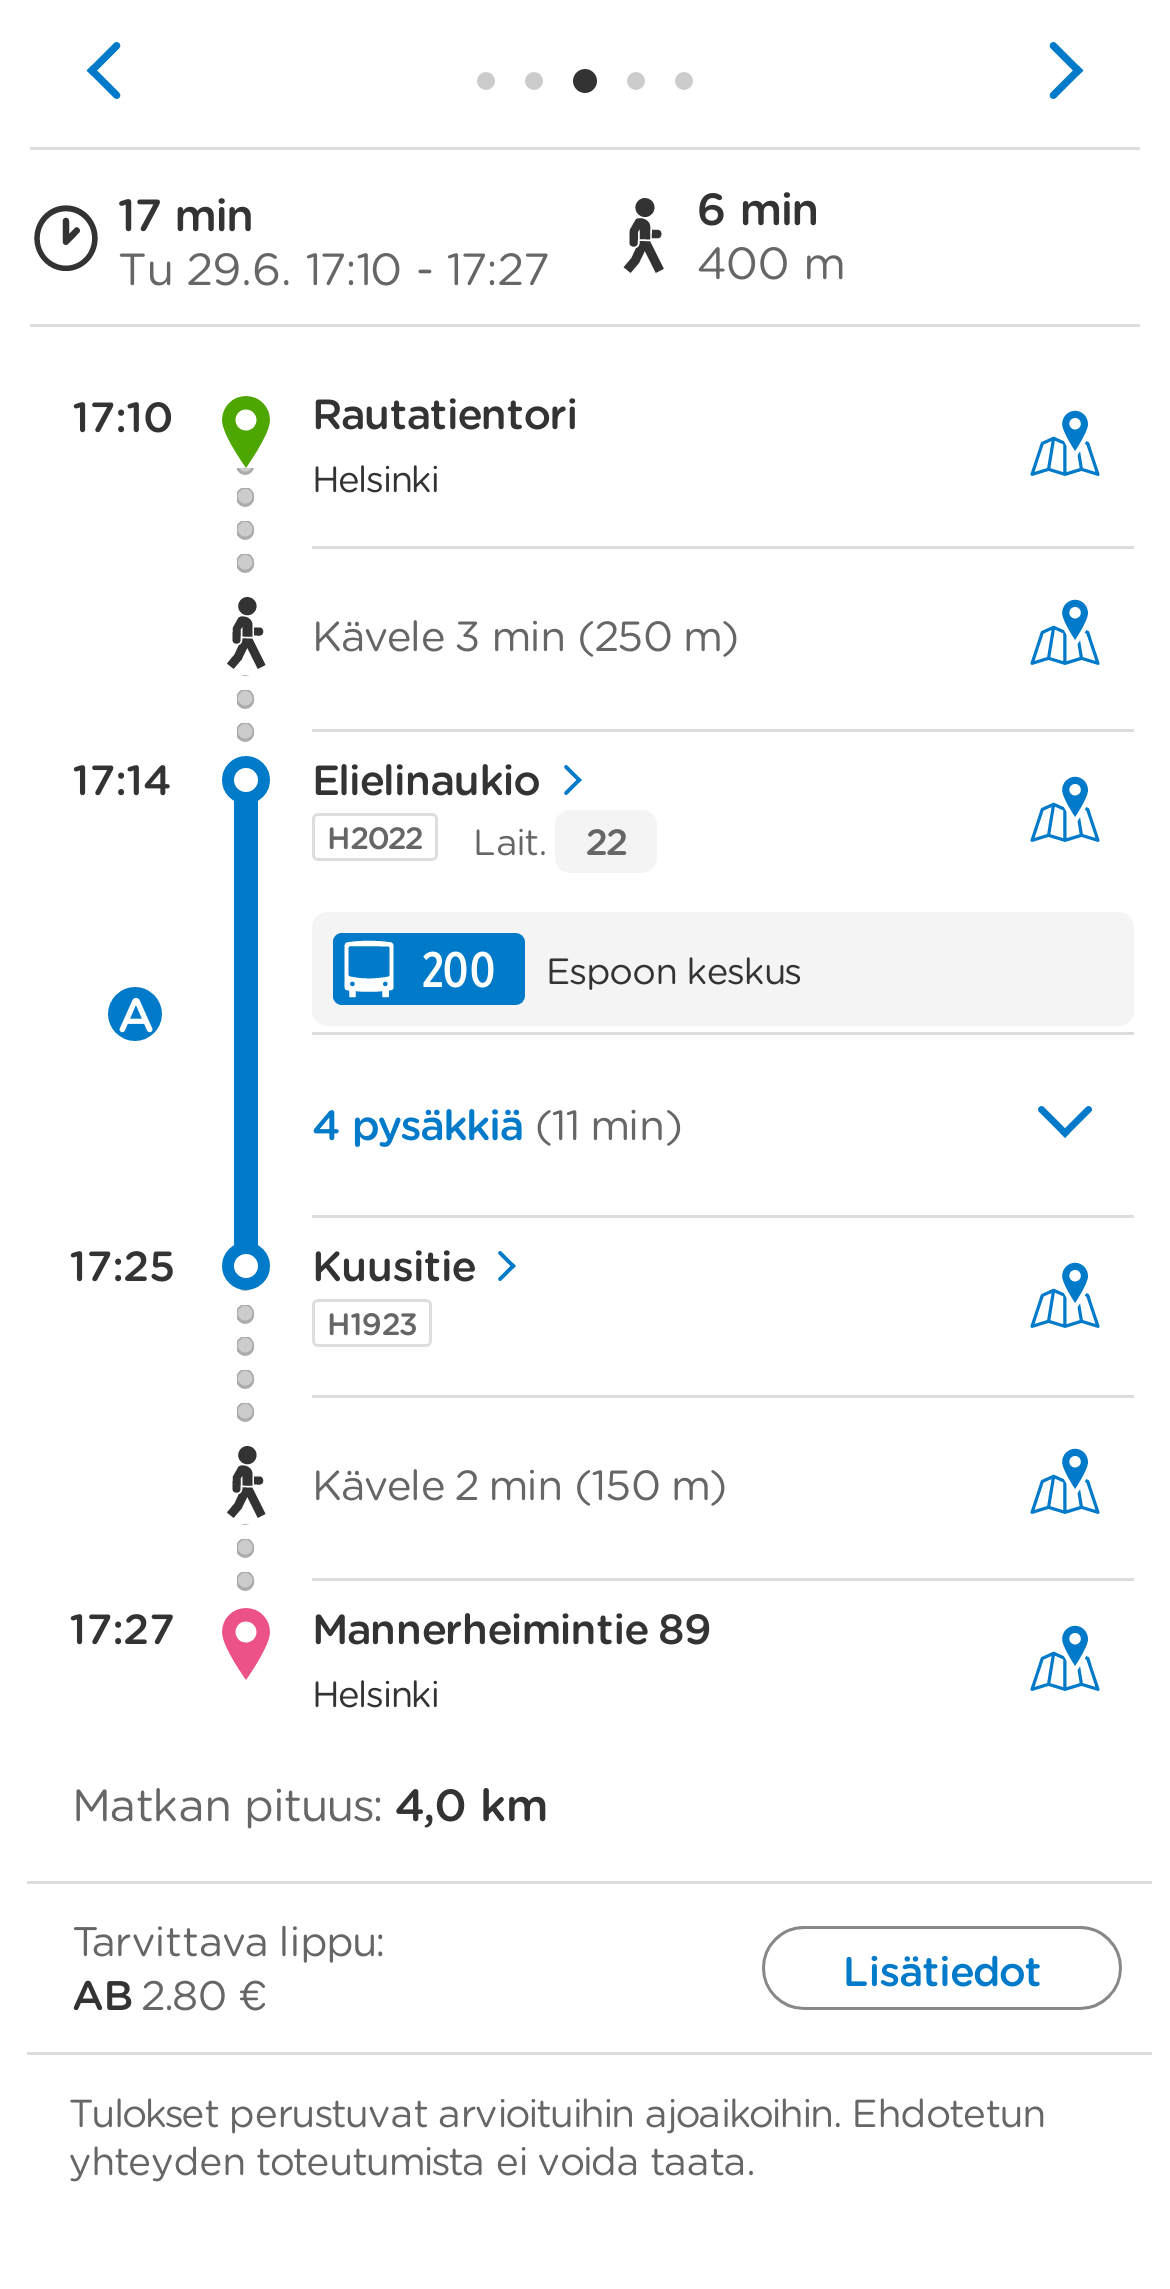 17 min
Tu 29.6. 17:10 - 17:27
6 min
400 m
17:10
Rautatientori
Helsinki
Kävele 3 min (250 m)
17:14
Elielinaukio
H2022 Lait. 22
200 Espoon keskus
A
4 pysäkkiä (11 min)
17:25
Kuusitie
H1923
Kävele 2 min (150 m)
17:27
Mannerheimintie 89
Helsinki
Matkan pituus: 4,0 km
Tarvittava lippu:
AB 2.80 €
Lisätiedot
Tulokset perustuvat arvioituihin ajoaikoihin. Ehdotetun
yhteyden toteutumista ei voida taata.